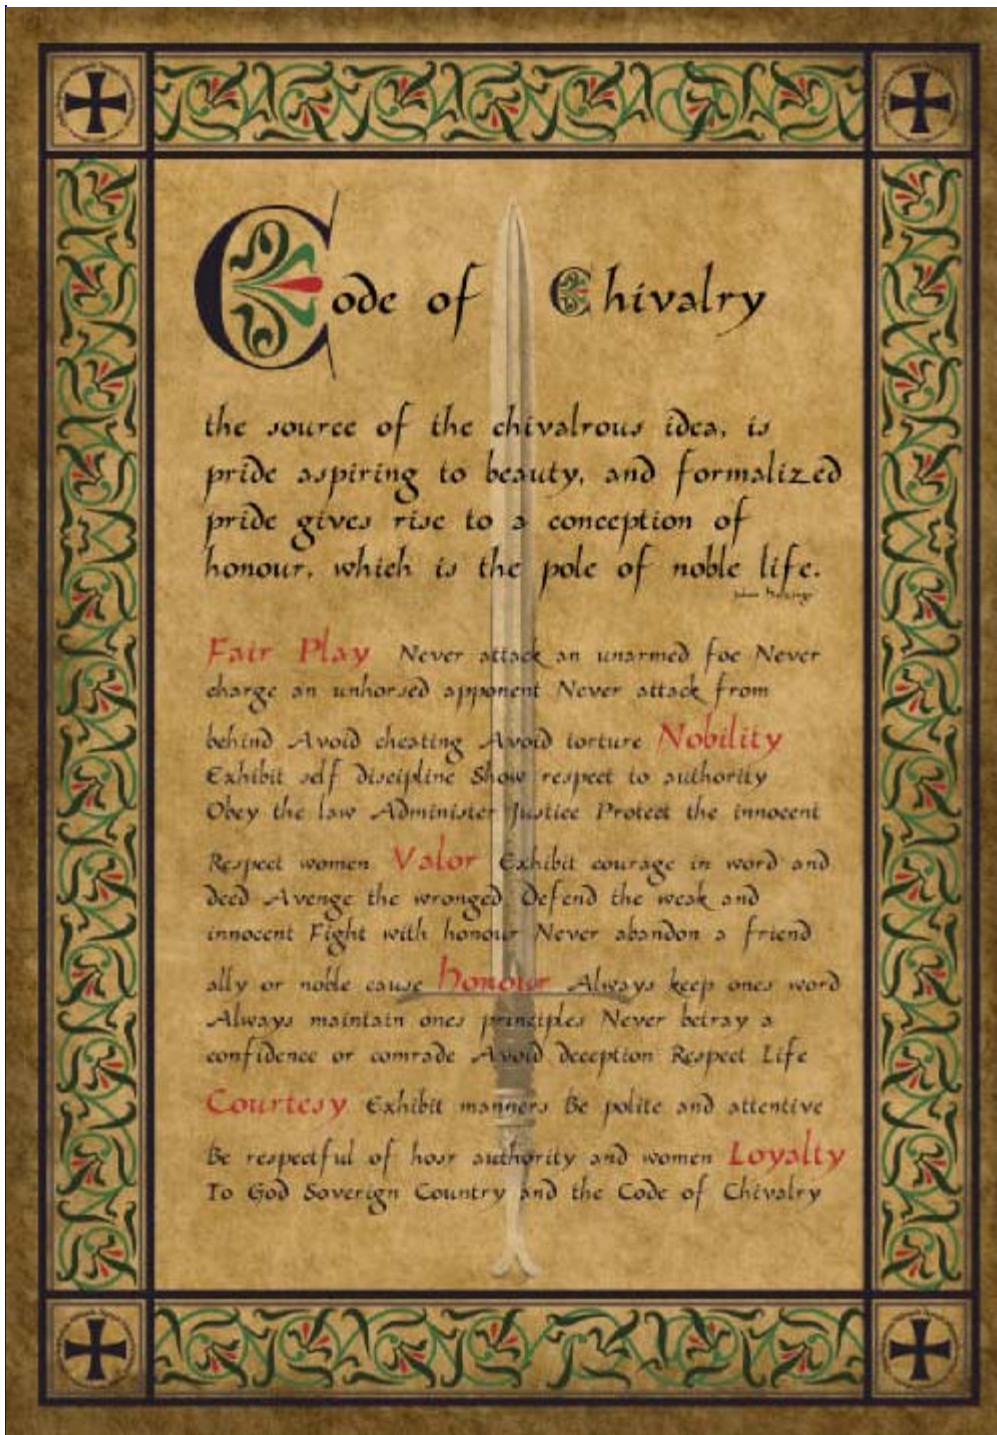 Code of Chivalry
the source of the chivalrous idea, is
pride aspiring to beauty, and formalized
pride gives rise to a conception of
honour, which is the pole of noble life.
Fair Play Never attack an unarmed foe Never
charge an unhorsed apponent Never attack from
behind Avoid cheating Avoid torture Nobility
Exhibit self discipline Show respect to authority
Obey the law Administer Justice Protect the innocent
Respect women Valor Exhibit courage in word and
deed Avenge the wronged Defend the weak and
innocent Fight with honour Never abandon a friend
ally or noble cause Honour Always keep ones word
Always maintain ones principles Never betray a
confidence or comrade Avoid deception Respect Life
Courtesy Exhibit manners Be polite and attentive
Be respectful of hosr authority and women Loyalty
To God Soverign Country and the Code of Chivalry